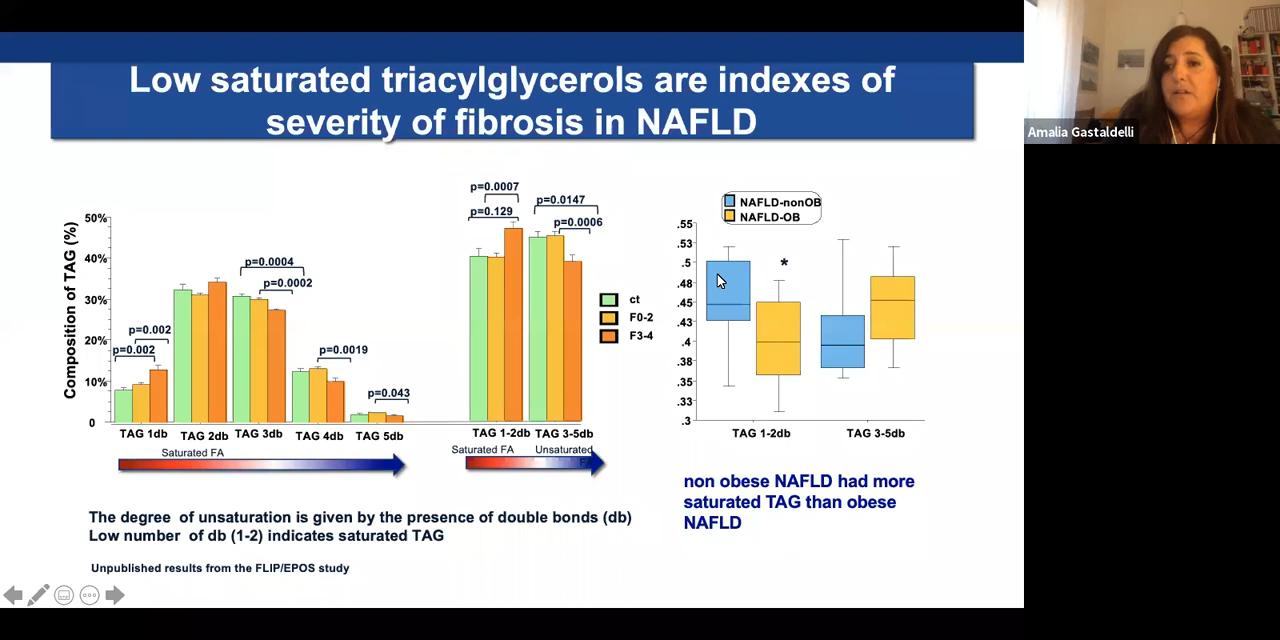 Low saturated triacylglycerols are indexes of
severity of fibrosis in NAFLD
Amalia Gastaldelli
Composition of TAG (%)
50%
40%
30%
20%
10%
0
p=0.002
p=0.002
p=0.0004
p=0.0002
p=0.0019
p=0.043
TAG 1db
TAG 2db
TAG 3db
TAG 4db
TAG 5db
Saturated FA
p=0.0007
p=0.129
p=0.0147
p=0.0006
TAG 1-2db
TAG 3-5db
Saturated FA
Unsaturated
ct
F0-2
F3-4
NAFLD-nonOB
NAFLD-OB
.55
.53
.5
.48
.45
.43
.4
.38
.35
.33
.3
*
TAG 1-2db
TAG 3-5db
non obese NAFLD had more
saturated TAG than obese
NAFLD
The degree of unsaturation is given by the presence of double bonds (db)
Low number of db (1-2) indicates saturated TAG
Unpublished results from the FLIP/EPOS study